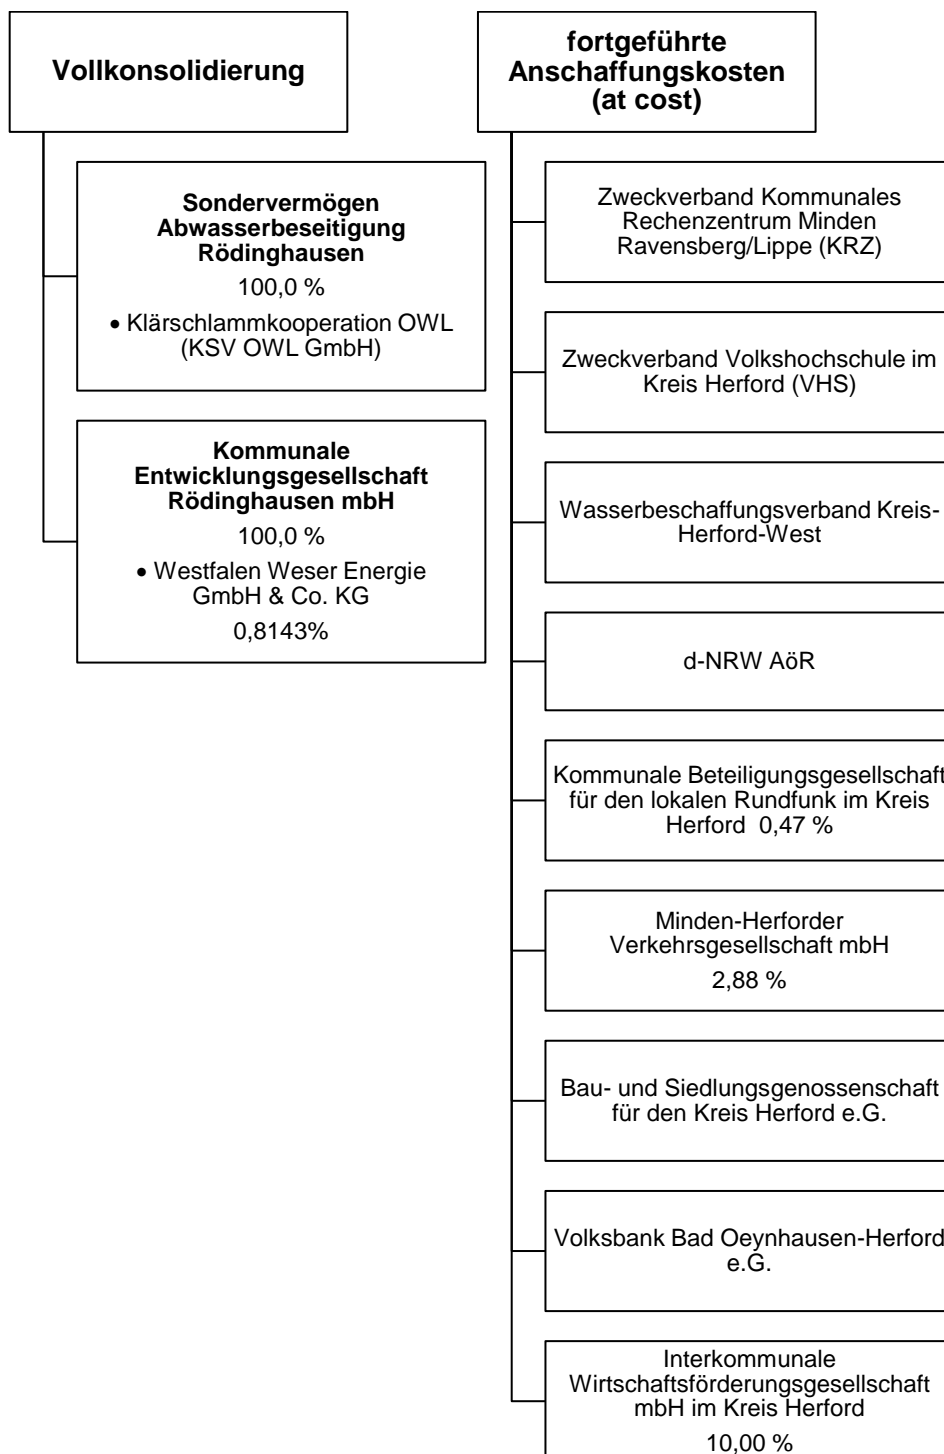 Vollkonsolidierung
Sondervermögen
Abwasserbeseitigung
Rödinghausen
100,0 %
• Klärschlammkooperation OWL
(KSV OWL GmbH)
Kommunale
Entwicklungsgesellschaft
Rödinghausen mbH
100,0 %
• Westfalen Weser Energie
GmbH & Co. KG
0,8143%
fortgeführte
Anschaffungskosten
(at cost)
Zweckverband Kommunales
Rechenzentrum Minden
Ravensberg/Lippe (KRZ)
Zweckverband Volkshochschule im
Kreis Herford (VHS)
Wasserbeschaffungsverband Kreis-
Herford-West
d-NRW AöR
Kommunale Beteiligungsgesellschaft
für den lokalen Rundfunk im Kreis
Herford 0,47 %
Minden-Herforder
Verkehrsgesellschaft mbH
2,88 %
Bau- und Siedlungsgenossenschaft
für den Kreis Herford e.G.
Volksbank Bad Oeynhausen-Herford
e.G.
Interkommunale
Wirtschaftsförderungsgesellschaft
mbH im Kreis Herford
10,00 %